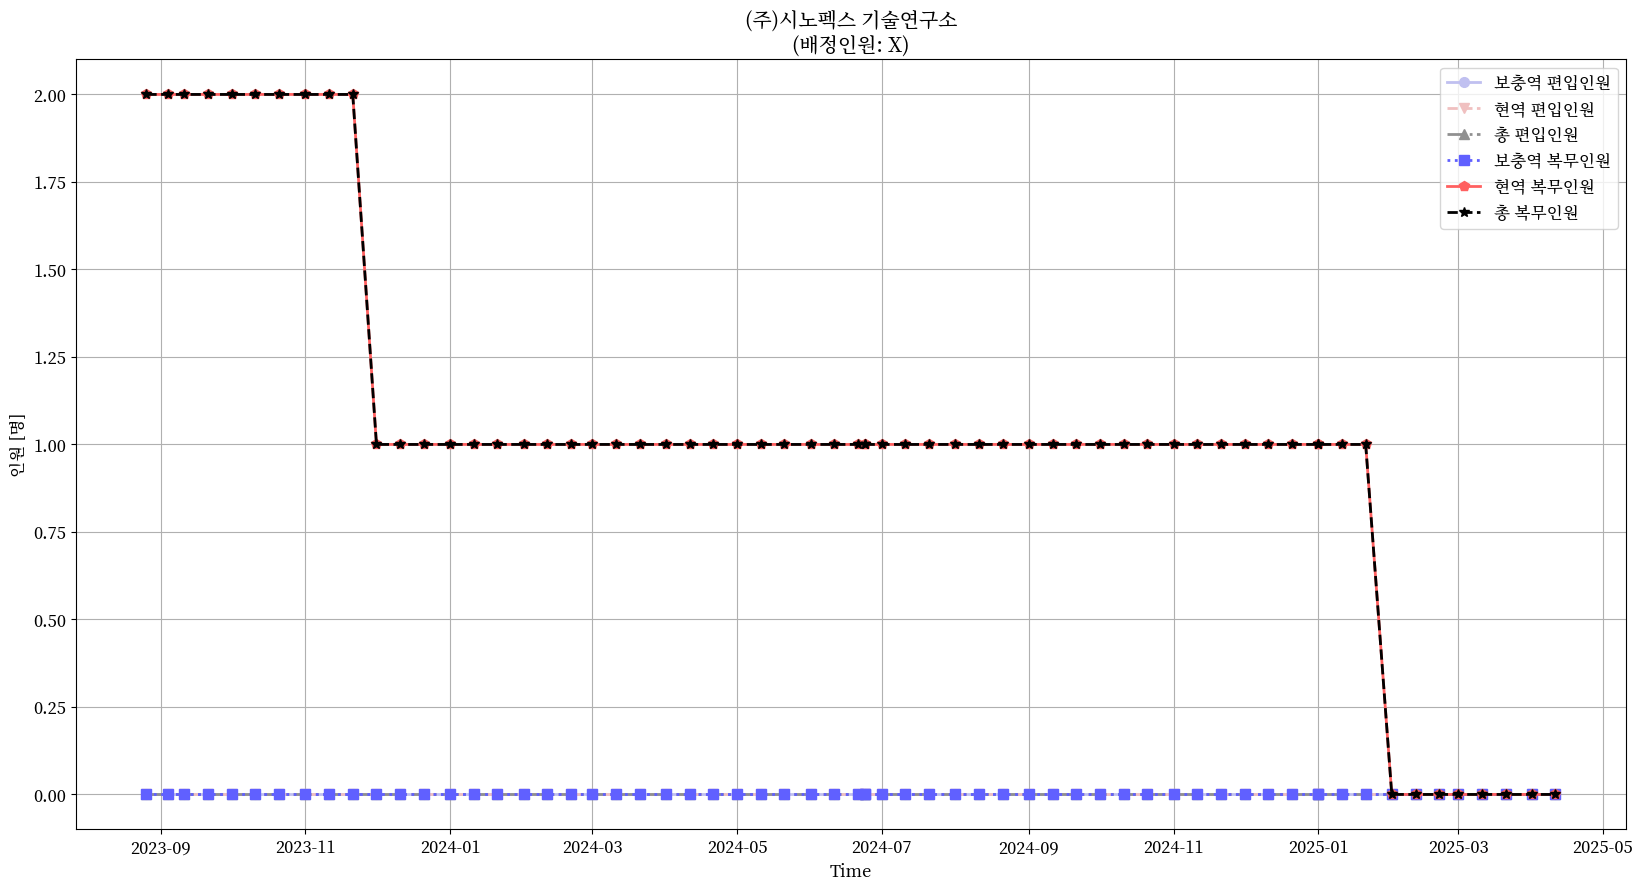 (주)시노펙스 기술연구소
(배정인원: X)
보충역 편입인원
현역 편입인원
총 편입인원
보충역 복무인원
현역 복무인원
총 복무인원
인원 [명]
2.00
1.75
1.50
1.25
1.00
0.75
0.50
0.25
0.00
2023-09 2023-11 2024-01 2024-03 2024-05 2024-07 2024-09 2024-11 2025-01 2025-03 2025-05
Time